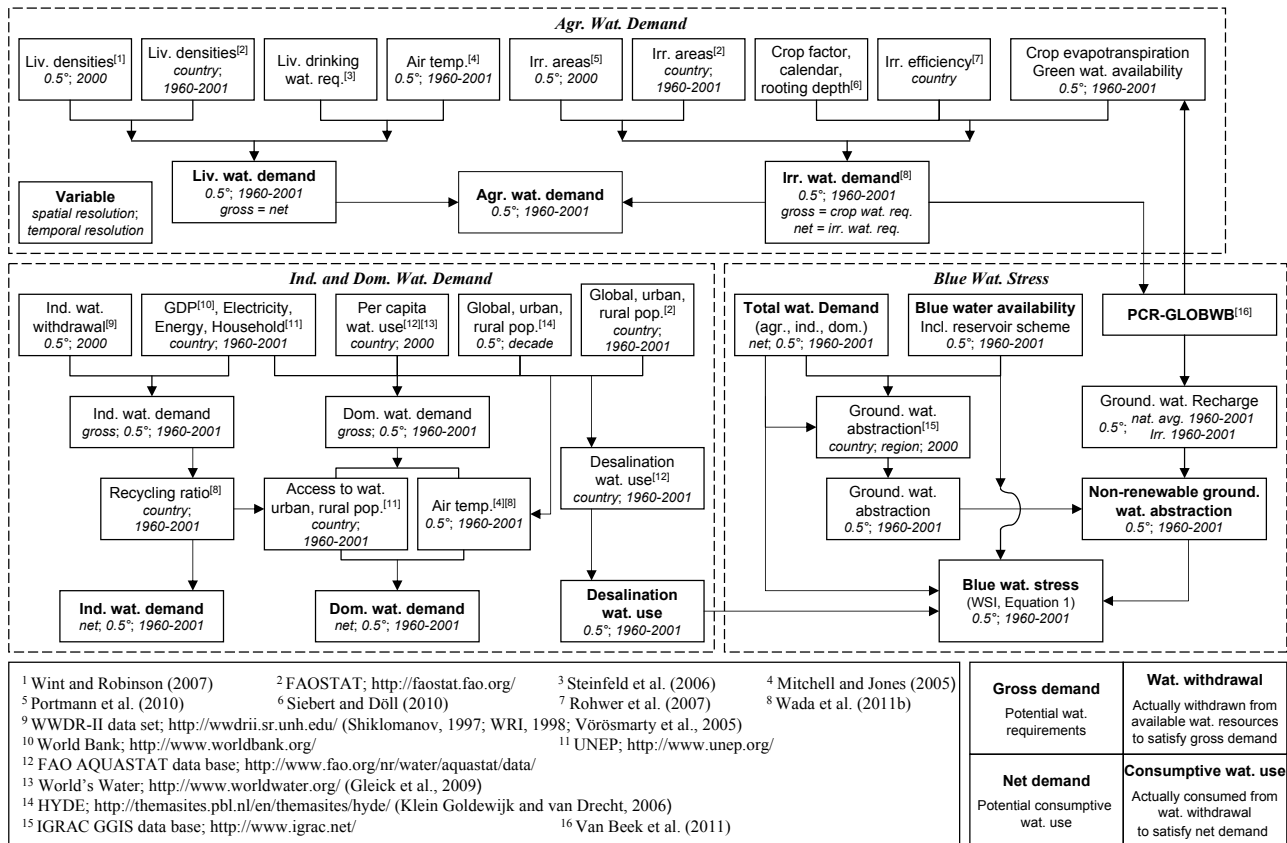 Agr. Wat. Demand
Liv. densities[1]
0.5°; 2000
Liv. densities[2]
country;
1960-2001
Liv. drinking
wat. req.[3]
Air temp.[4]
0.5°; 1960-2001
Irr. areas[5]
0.5°; 2000
Irr. areas[2]
country;
1960-2001
Crop factor,
calendar,
rooting depth[6]
Irr. efficiency[7]
country
Crop evapotranspiration
Green wat. availability
0.5°; 1960-2001
Variable
spatial resolution;
temporal resolution
Liv. wat. demand
0.5°; 1960-2001
gross = net
Agr. wat. demand
0.5°; 1960-2001
Irr. wat. demand[8]
0.5°; 1960-2001
gross = crop wat. req.
net = irr. wat. req.
Ind. and Dom. Wat. Demand
Ind. wat.
withdrawal[9]
0.5°; 2000
GDP[10], Electricity,
Energy, Household[11]
country; 1960-2001
Per capita
wat. use[12][13]
country; 2000
Global, urban,
rural pop.[14]
0.5°; decade
Global, urban,
rural pop.[2]
country;
1960-2001
Ind. wat. demand
gross; 0.5°; 1960-2001
Dom. wat. demand
gross; 0.5°; 1960-2001
Recycling ratio[8]
country;
1960-2001
Access to wat.
urban, rural pop.[11]
country;
1960-2001
Air temp.[4][8]
0.5°; 1960-2001
Desalination
wat. use[12]
country; 1960-2001
Ind. wat. demand
net; 0.5°; 1960-2001
Dom. wat. demand
net; 0.5°; 1960-2001
Desalination
wat. use
0.5°; 1960-2001
Blue Wat. Stress
Total wat. Demand
(agr., ind., dom.)
net; 0.5°; 1960-2001
Blue water availability
Incl. reservoir scheme
0.5°; 1960-2001
PCR-GLOBWB[16]
Ground. wat.
abstraction[15]
country; region; 2000
Ground. wat. Recharge
0.5°; nat. avg. 1960-2001
Irr. 1960-2001
Ground. wat.
abstraction
0.5°; 1960-2001
Non-renewable ground.
wat. abstraction
0.5°; 1960-2001
Blue wat. stress
(WSI, Equation 1)
0.5°; 1960-2001
1 Wint and Robinson (2007) 2 FAOSTAT; http://faostat.fao.org/ 3 Steinfeld et al. (2006) 4 Mitchell and Jones (2005)
5 Portmann et al. (2010) 6 Siebert and Döll (2010) 7 Rohwer et al. (2007) 8 Wada et al. (2011b)
9 WWDR-II data set; http://wwdrii.sr.unh.edu/ (Shiklomanov, 1997; WRI, 1998; Vörösmarty et al., 2005)
10 World Bank; http://www.worldbank.org/ 11 UNEP; http://www.unep.org/
12 FAO AQUASTAT data base; http://www.fao.org/nr/water/aquastat/data/
13 World's Water; http://www.worldwater.org/ (Gleick et al., 2009)
14 HYDE; http://themasites.pbl.nl/en/themasites/hyde/ (Klein Goldewijk and van Drecht, 2006)
15 IGRAC GGIS data base; http://www.igrac.net/ 16 Van Beek et al. (2011)
Gross demand
Potential wat.
requirements
Wat. withdrawal
Actually withdrawn from
available wat. resources
to satisfy gross demand
Net demand
Potential consumptive
wat. use
Consumptive wat. use
Actually consumed from
wat. withdrawal
to satisfy net demand